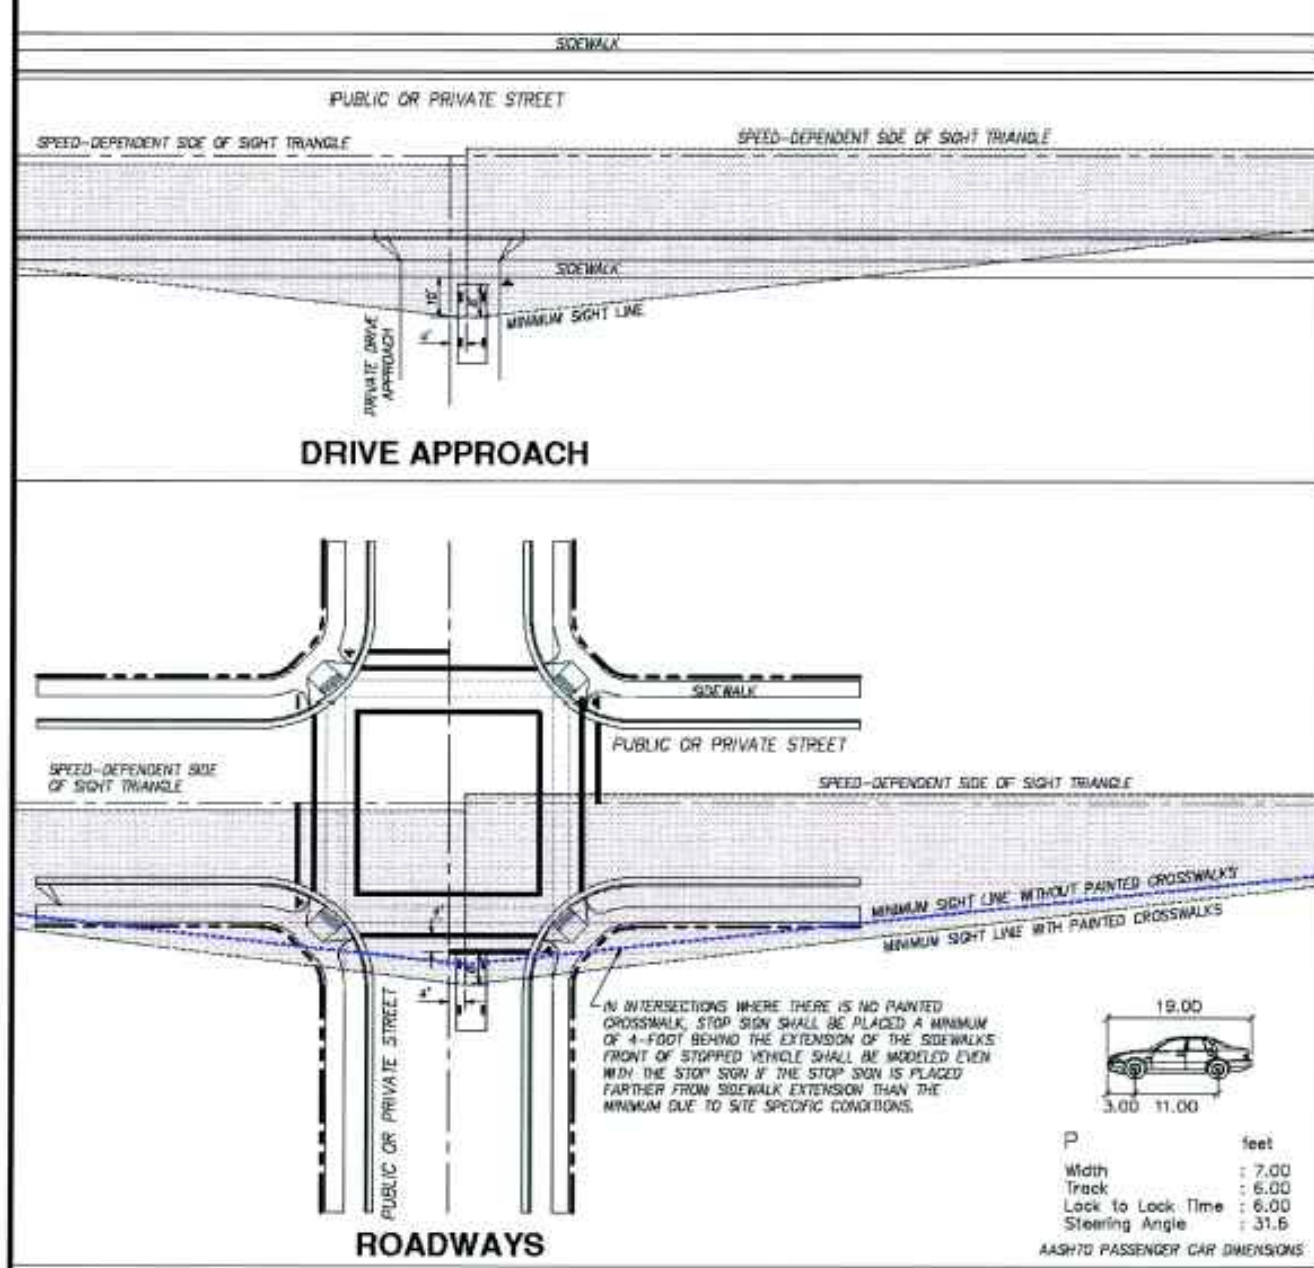 SIDEWALK
PUBLIC OR PRIVATE STREET
SPEED-DEPENDENT SIDE OF SIGHT TRIANGLE
SPEED-DEPENDENT SIDE OF SIGHT TRIANGLE
SIDEWALK
10'
MINIMUM SIGHT LINE
4'
PRIVATE DRIVE
APPROACH
DRIVE APPROACH
SIDEWALK
PUBLIC OR PRIVATE STREET
SPEED-DEPENDENT SIDE
OF SIGHT TRIANGLE
SPEED-DEPENDENT SIDE OF SIGHT TRIANGLE
MINIMUM SIGHT LINE WITHOUT PAINTED CROSSWALKS
MINIMUM SIGHT LINE WITH PAINTED CROSSWALKS
4'
4'
PUBLIC OR PRIVATE STREET
IN INTERSECTIONS WHERE THERE IS NO PAINTED
CROSSWALK, STOP SIGN SHALL BE PLACED A MINIMUM
OF 4-FOOT BEHIND THE EXTENSION OF THE SIDEWALKS
FRONT OF STOPPED VEHICLE SHALL BE MODELED EVEN
WITH THE STOP SIGN IF THE STOP SIGN IS PLACED
FARTHER FROM SIDEWALK EXTENSION THAN THE
MINIMUM DUE TO SITE SPECIFIC CONDITIONS.
19.00
3.00 11.00
P feet
Width : 7.00
Track : 6.00
Lock to Lock Time : 6.00
Steering Angle : 31.6
AASHTO PASSENGER CAR DIMENSIONS
ROADWAYS